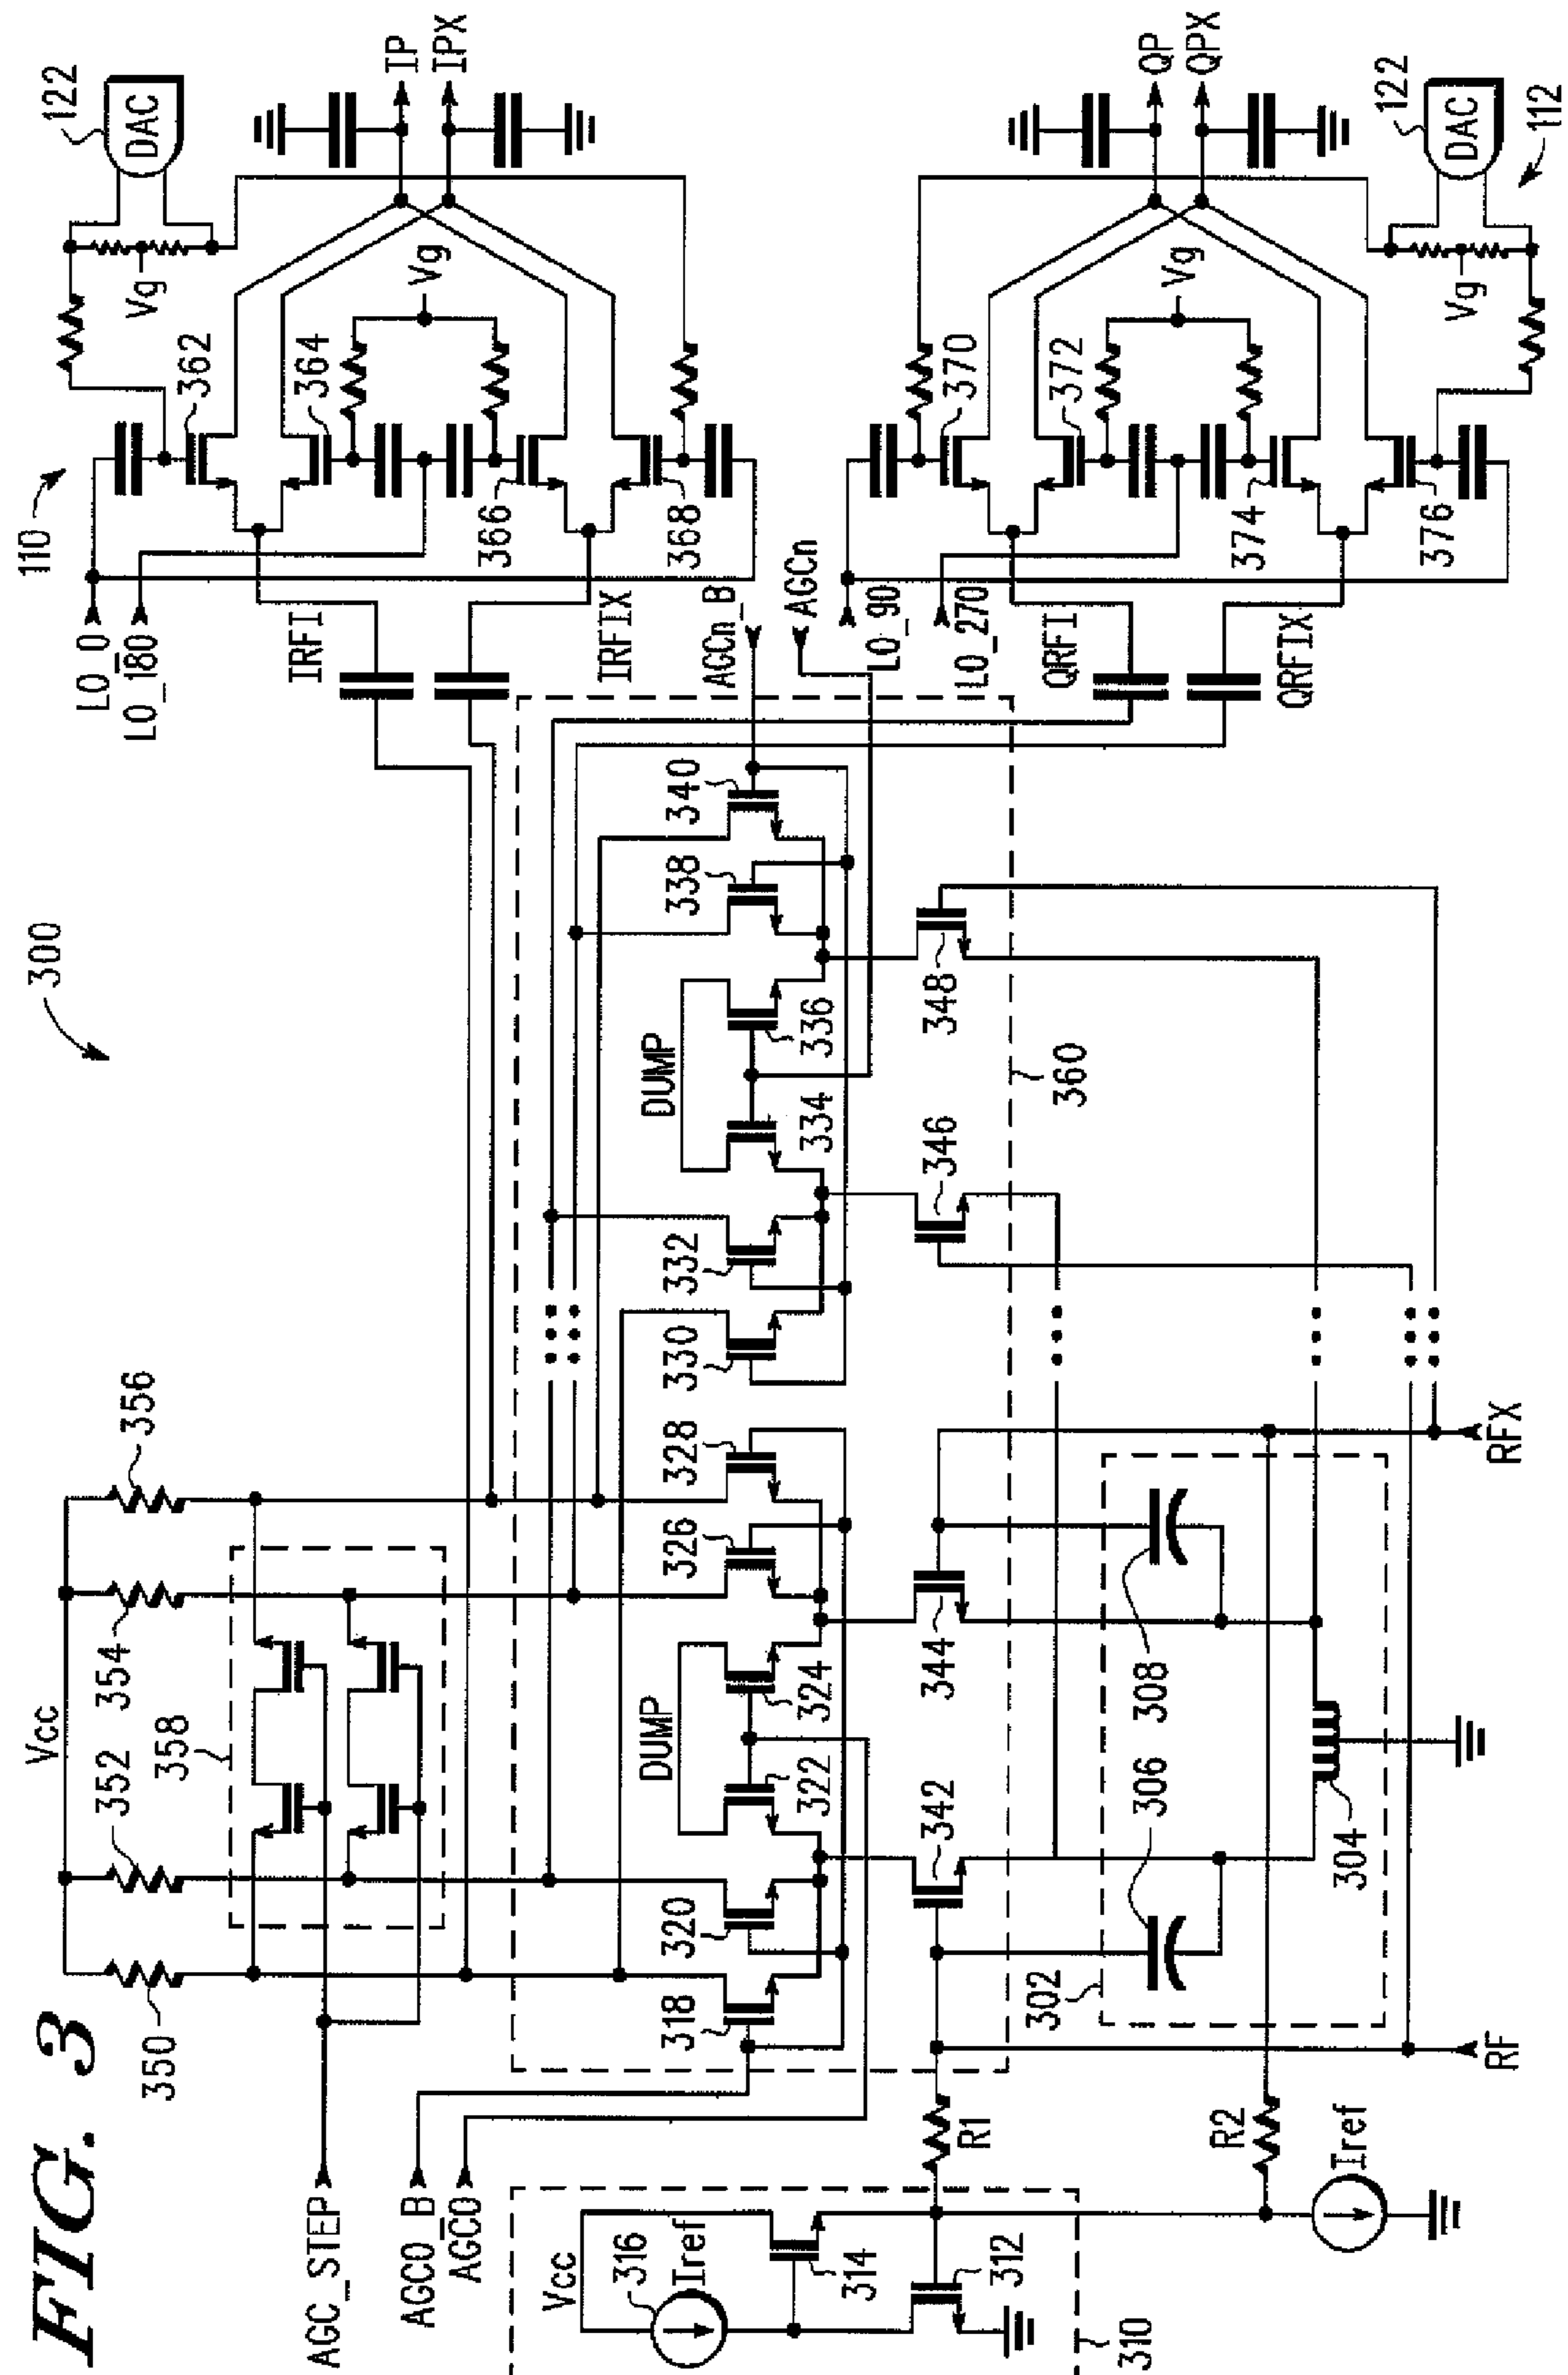 FIG. 3
300
Vcc
350
352
354
356
358
AGC_STEP
AGC0_B
AGC0
Vcc
316
Iref
314
312
310
R1
R2
Iref
318
320
322
DUMP
324
326
328
330
332
334
DUMP
336
338
340
342
344
346
348
360
302
306
308
304
RF
RFX
110
LO_0
LO_180
IRFI
IRFIX
AGCn_B
AGCn
LO_90
LO_270
QRFI
QRFIX
362
364
366
368
Vg
Vg
DAC
122
IP
IPX
370
372
374
376
Vg
Vg
DAC
122
112
QP
QPX